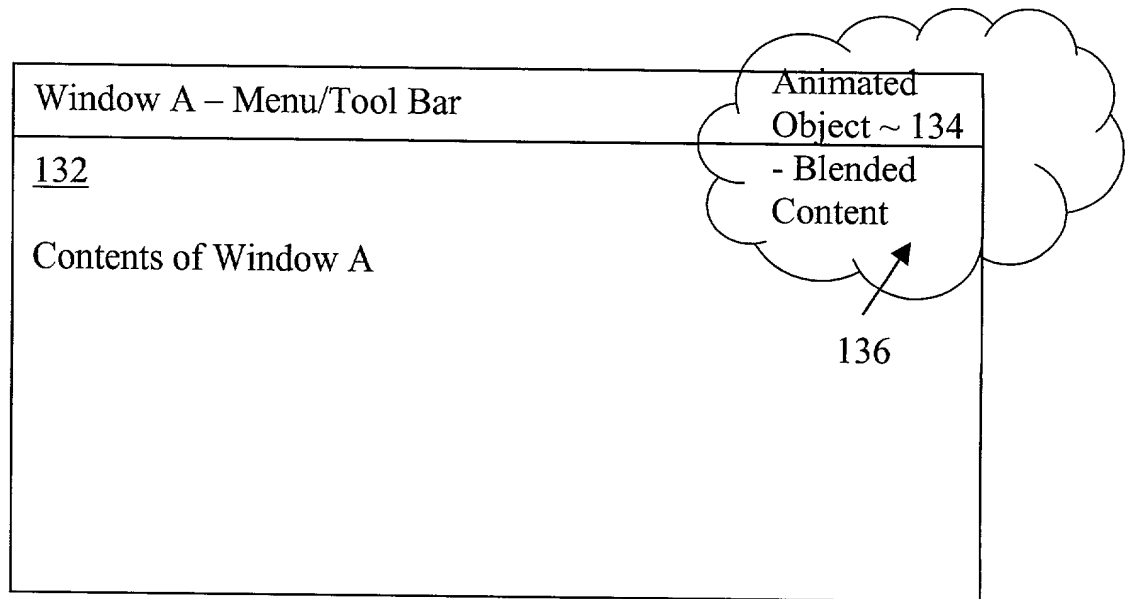 Window A – Menu/Tool Bar
Animated
Object ~ 134
- Blended
Content
132
Contents of Window A
136